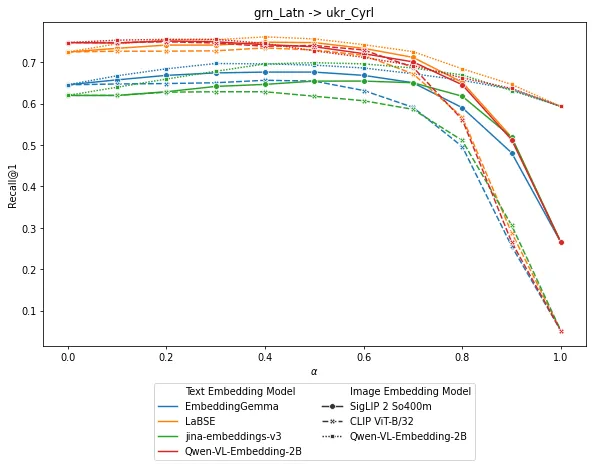 grn_Latn -> ukr_Cyrl
Recall@1
0.7
0.6
0.5
0.4
0.3
0.2
0.1
0.0 0.2 0.4 0.6 0.8 1.0
α
Text Embedding Model
EmbeddingGemma
LaBSE
jina-embeddings-v3
Qwen-VL-Embedding-2B
Image Embedding Model
SigLIP 2 So400m
CLIP ViT-B/32
Qwen-VL-Embedding-2B